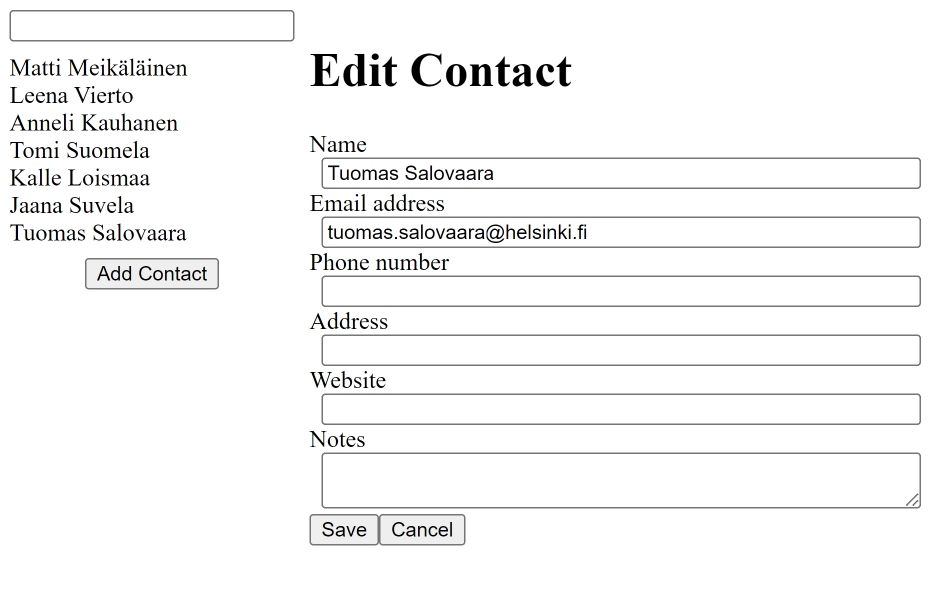 Matti Meikäläinen
Leena Vierto
Anneli Kauhanen
Tomi Suomela
Kalle Loismaa
Jaana Suvela
Tuomas Salovaara
Add Contact
Edit Contact
Name
Tuomas Salovaara
Email address
tuomas.salovaara@helsinki.fi
Phone number
Address
Website
Notes
Save Cancel